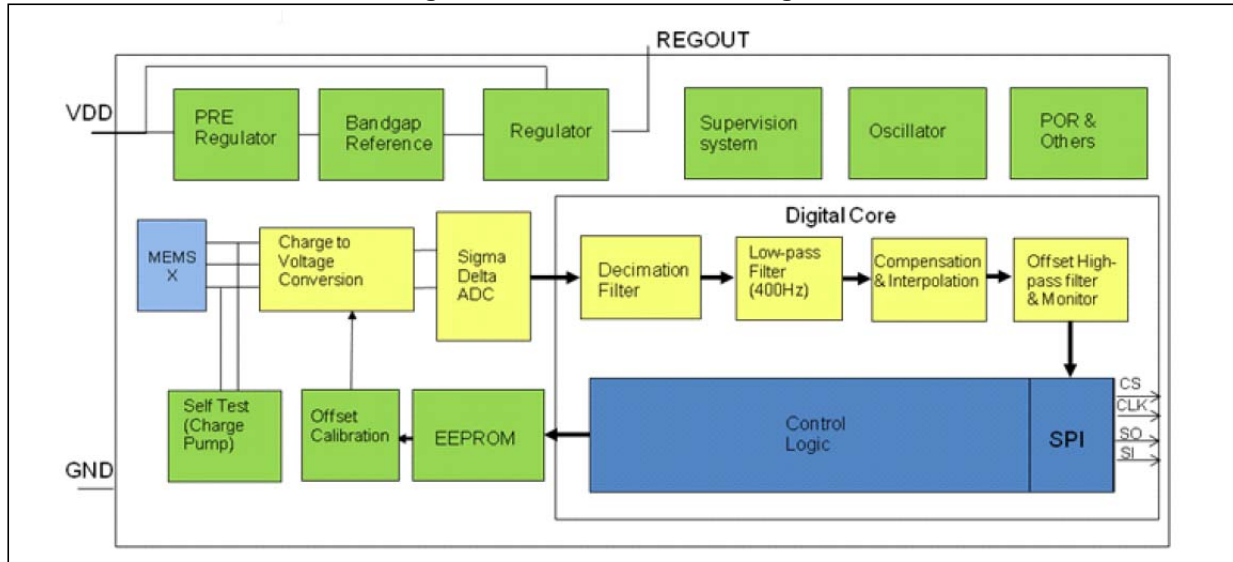 REGOUT
VDD
PRE
Regulator
Bandgap
Reference
Regulator
Supervision
system
Oscillator
POR &
Others
Digital Core
MEMS
X
Charge to
Voltage
Conversion
Sigma
Delta
ADC
Decimation
Filter
Low-pass
Filter
(400Hz)
Compensation
& Interpolation
Offset High-
pass filter
& Monitor
Self Test
(Charge
Pump)
Offset
Calibration
EEPROM
Control
Logic
SPI
CS
CLK
SO
SI
GND